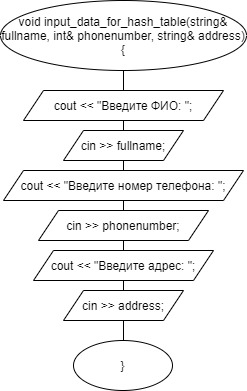 void input_data_for_hash_table(string&
fullname, int& phonenumber, string& address)
{
cout << "Введите ФИО: ";
cin >> fullname;
cout << "Введите номер телефона: ";
cin >> phonenumber;
cout << "Введите адрес: ";
cin >> address;
}